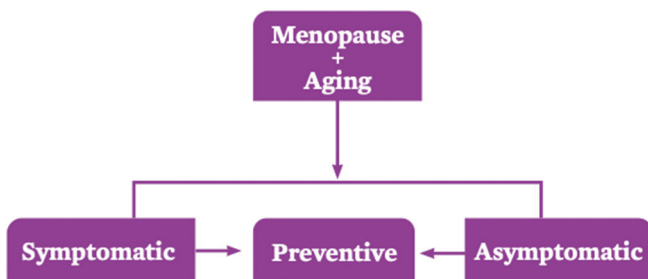 Menopause
+
Aging
Symptomatic
Preventive
Asymptomatic